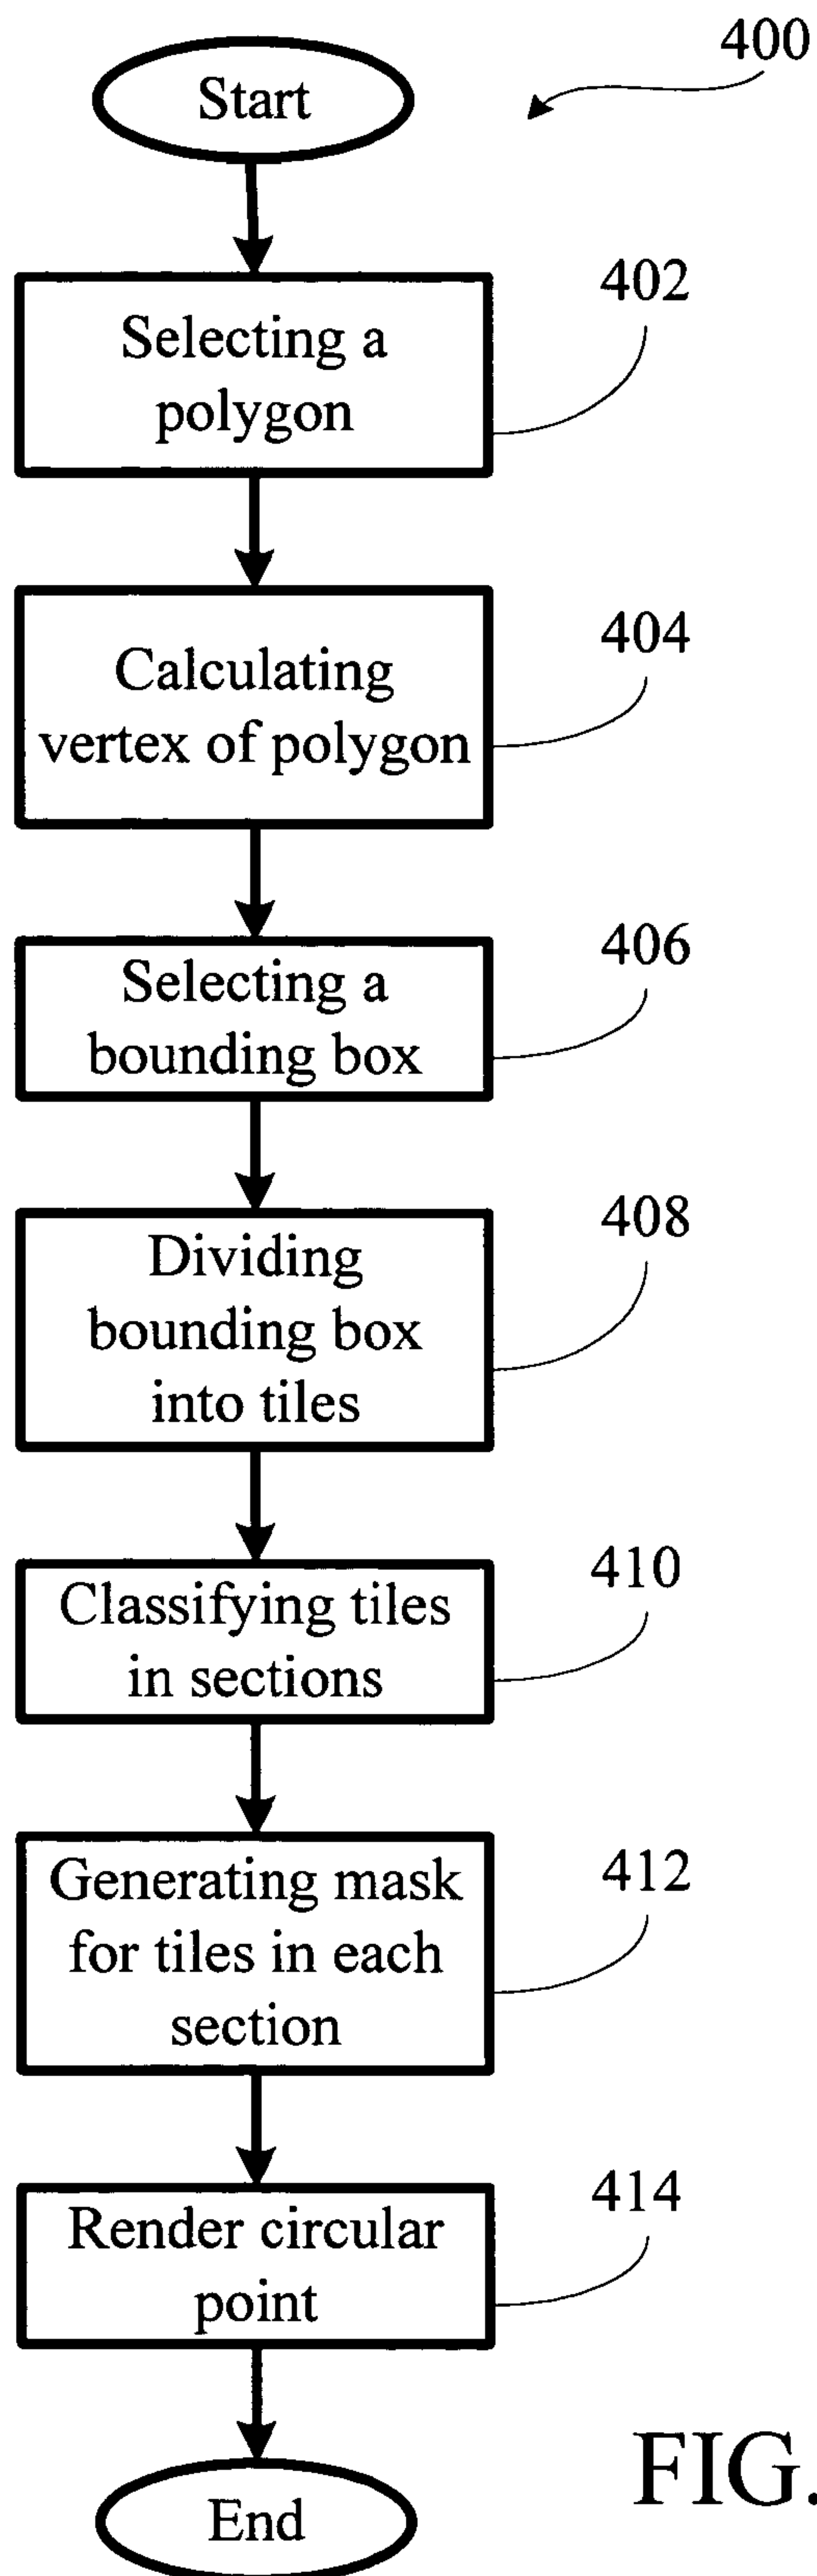 Start
400
Selecting a
polygon
402
Calculating
vertex of polygon
404
Selecting a
bounding box
406
Dividing
bounding box
into tiles
408
Classifying tiles
in sections
410
Generating mask
for tiles in each
section
412
Render circular
point
414
End
FIG.